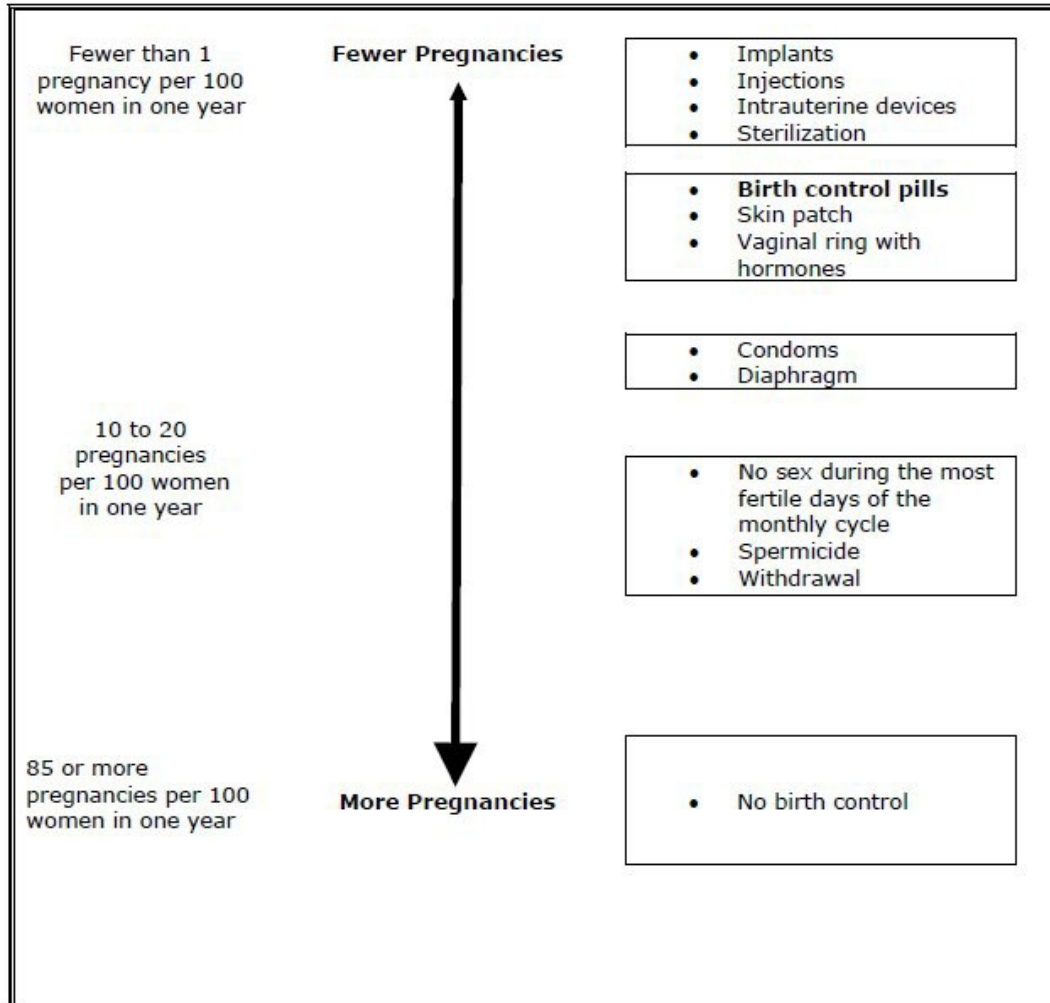 Fewer than 1
pregnancy per 100
women in one year
Fewer Pregnancies
• Implants
• Injections
• Intrauterine devices
• Sterilization
• Birth control pills
• Skin patch
• Vaginal ring with
hormones
• Condoms
• Diaphragm
10 to 20
pregnancies
per 100 women
in one year
• No sex during the most
fertile days of the
monthly cycle
• Spermicide
• Withdrawal
85 or more
pregnancies per 100
women in one year
More Pregnancies
• No birth control